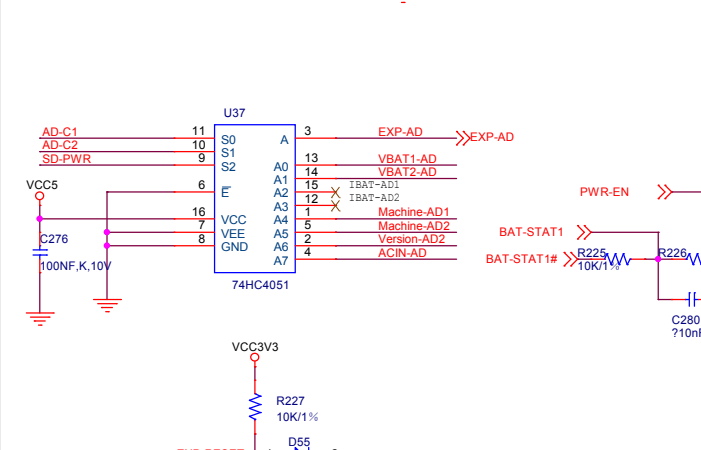 U37
AD-C1 11 S0 A 3 EXP-AD EXP-AD
AD-C2 10 S1
SD-PWR 9 S2 A0 13 VBAT1-AD
A1 14 VBAT2-AD
VCC5 6 E A2 15 IBAT-AD1
A3 12 IBAT-AD2
16 VCC A4 1 Machine-AD1
7 VEE A5 5 Machine-AD2
8 GND A6 2 Version-AD2
A7 4 ACIN-AD
C276
100NF,K,10V
74HC4051
PWR-EN
BAT-STAT1
BAT-STAT1# R225 R226
10K/1%
C280
VCC3V3
R227
10K/1%
D55